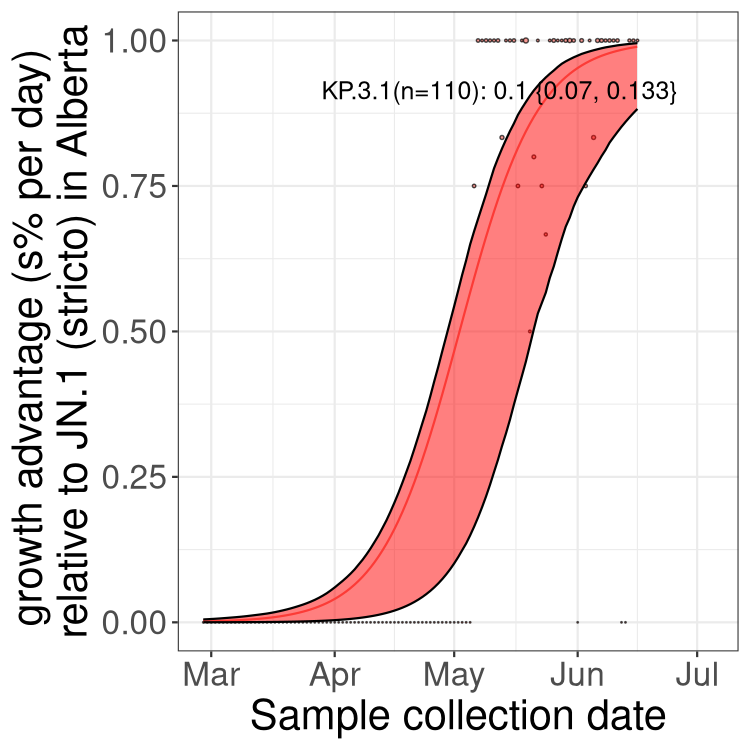 growth advantage (s% per day)
relative to JN.1 (stricto) in Alberta
1.00
0.75
0.50
0.25
0.00
KP.3.1(n=110): 0.1 {0.07, 0.133}
Mar Apr May Jun Jul
Sample collection date